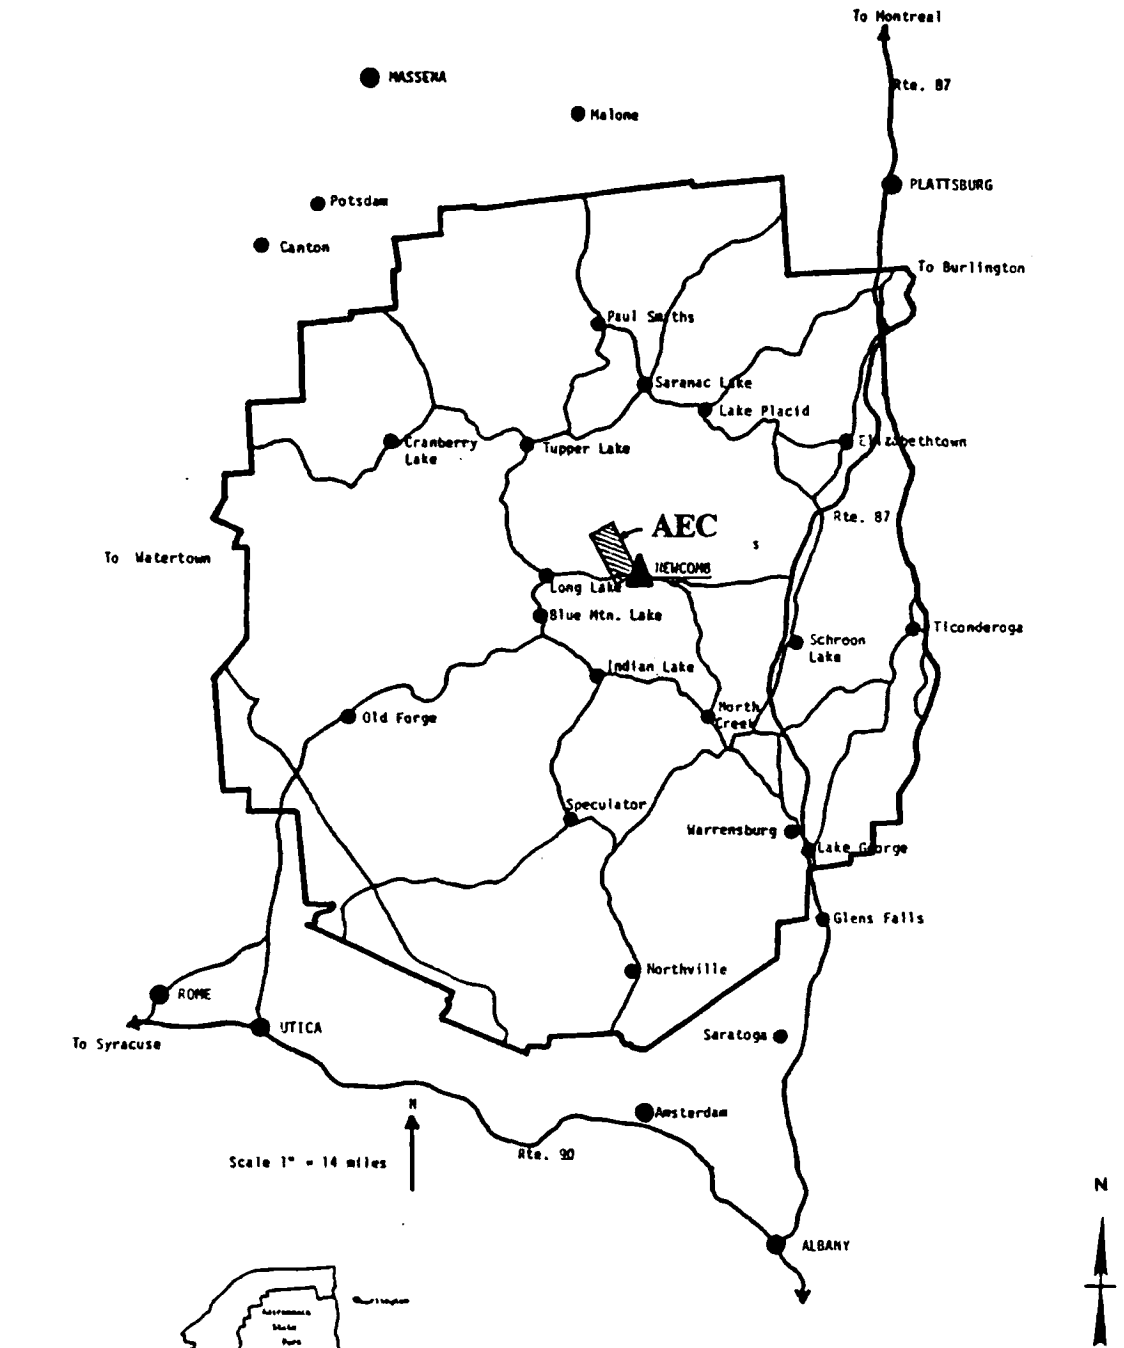 To Montreal
MASSENA
Rte. 87
Malone
PLATTSBURG
Potsdam
Canton
To Burlington
Paul Smiths
Saranac Lake
Lake Placid
Cranberry
Lake
Tupper Lake
Elizabethtown
AEC
Rte. 87
s
To Watertown
NEWCOMB
Long Lake
Blue Mtn. Lake
Ticonderoga
Schroon
Lake
Indian Lake
North
Creek
Old Forge
Speculator
Warrensburg
Lake George
Glens Falls
Northville
ROME
UTICA
To Syracuse
Saratoga
N
Amsterdam
Rte. 90
Scale 1" = 14 miles
N
ALBANY
State
Park